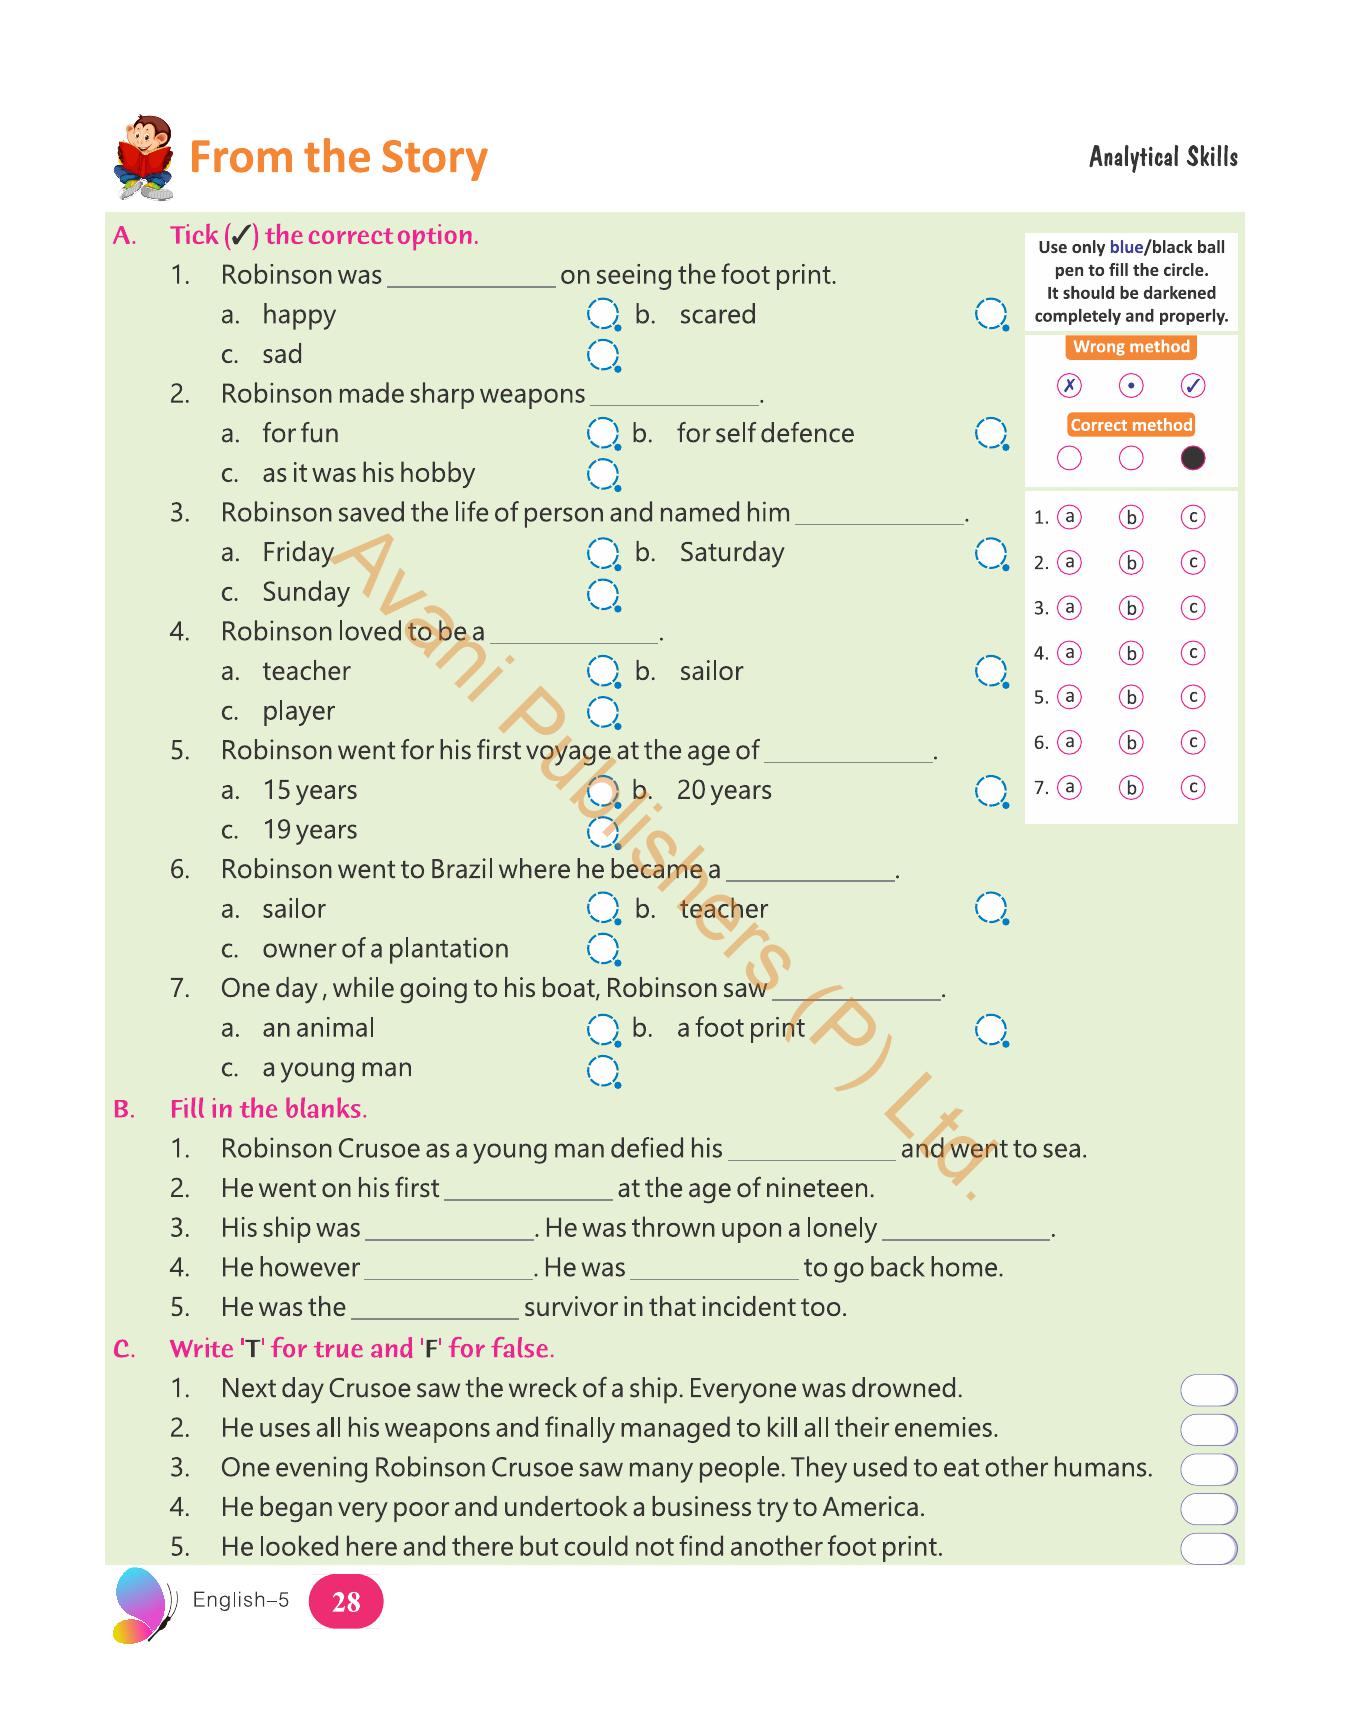 From the Story
Analytical Skills
A. Tick (✓) the correct option.
1. Robinson was ____________ on seeing the foot print.
a. happy b. scared
c. sad
2. Robinson made sharp weapons ____________.
a. for fun b. for self defence
c. as it was his hobby
3. Robinson saved the life of person and named him ____________.
a. Friday b. Saturday
c. Sunday
4. Robinson loved to be a ____________.
a. teacher b. sailor
c. player
5. Robinson went for his first voyage at the age of ____________.
a. 15 years b. 20 years
c. 19 years
6. Robinson went to Brazil where he became a ____________.
a. sailor b. teacher
c. owner of a plantation
7. One day , while going to his boat, Robinson saw ____________.
a. an animal b. a foot print
c. a young man
Use only blue/black ball
pen to fill the circle.
It should be darkened
completely and properly.
Wrong method
✗ • ✓
Correct method
1. a b c
2. a b c
3. a b c
4. a b c
5. a b c
6. a b c
7. a b c
B. Fill in the blanks.
1. Robinson Crusoe as a young man defied his ____________ and went to sea.
2. He went on his first ____________ at the age of nineteen.
3. His ship was ____________. He was thrown upon a lonely ____________.
4. He however ____________. He was ____________ to go back home.
5. He was the ____________ survivor in that incident too.
C. Write 'T' for true and 'F' for false.
1. Next day Crusoe saw the wreck of a ship. Everyone was drowned.
2. He uses all his weapons and finally managed to kill all their enemies.
3. One evening Robinson Crusoe saw many people. They used to eat other humans.
4. He began very poor and undertook a business try to America.
5. He looked here and there but could not find another foot print.
English–5 28
Avani Publishers (P) Ltd.